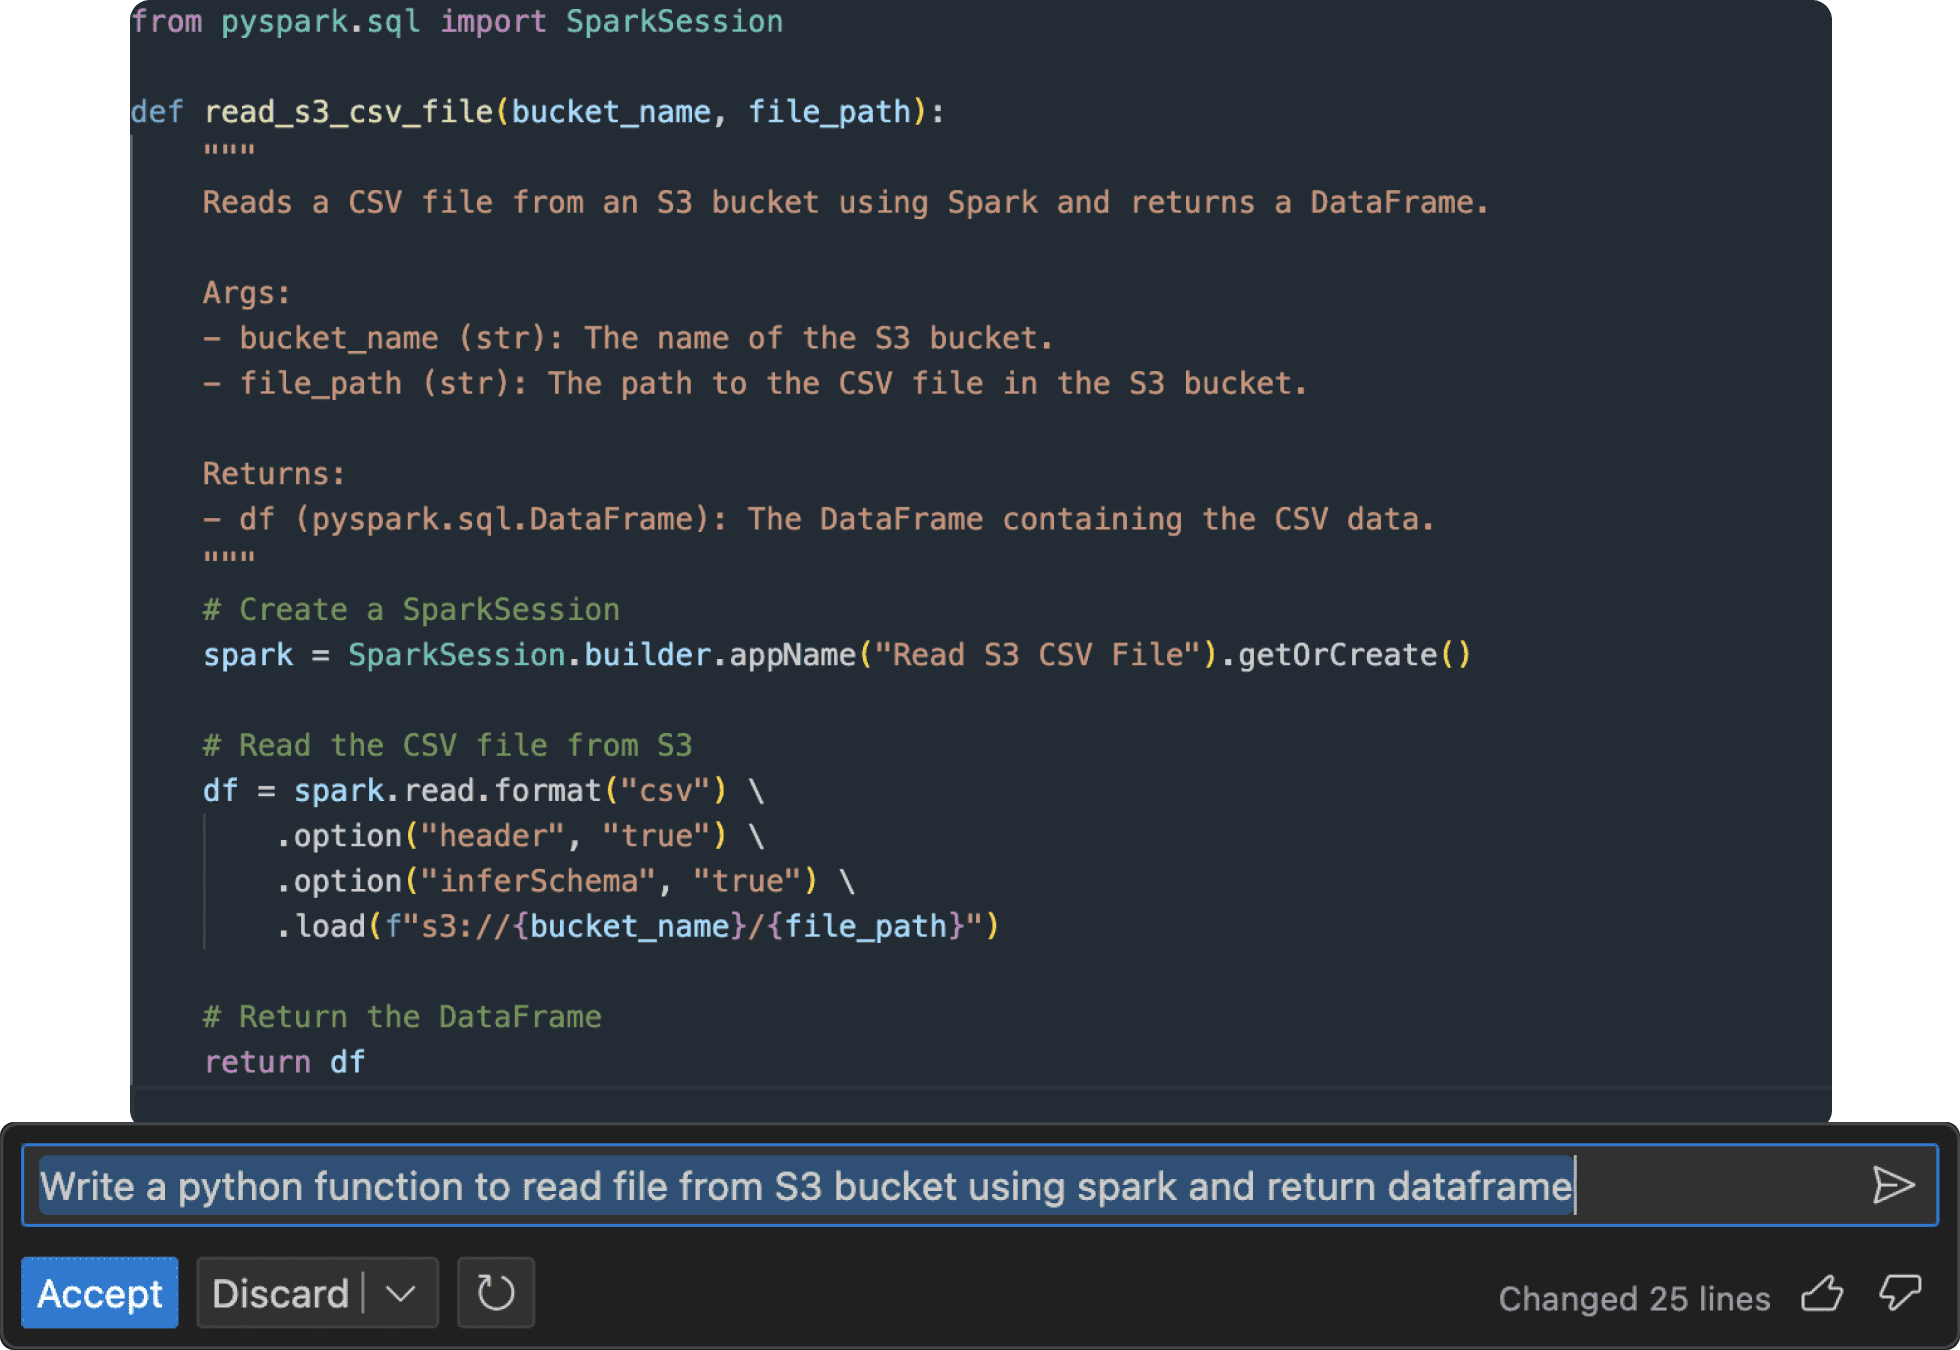 from pyspark.sql import SparkSession
def read_s3_csv_file(bucket_name, file_path):
"""
Reads a CSV file from an S3 bucket using Spark and returns a DataFrame.
Args:
- bucket_name (str): The name of the S3 bucket.
- file_path (str): The path to the CSV file in the S3 bucket.
Returns:
- df (pyspark.sql.DataFrame): The DataFrame containing the CSV data.
"""
# Create a SparkSession
spark = SparkSession.builder.appName("Read S3 CSV File").getOrCreate()
# Read the CSV file from S3
df = spark.read.format("csv") \
.option("header", "true") \
.option("inferSchema", "true") \
.load(f"s3://{bucket_name}/{file_path}")
# Return the DataFrame
return df
Write a python function to read file from S3 bucket using spark and return dataframe
Accept Discard Changed 25 lines